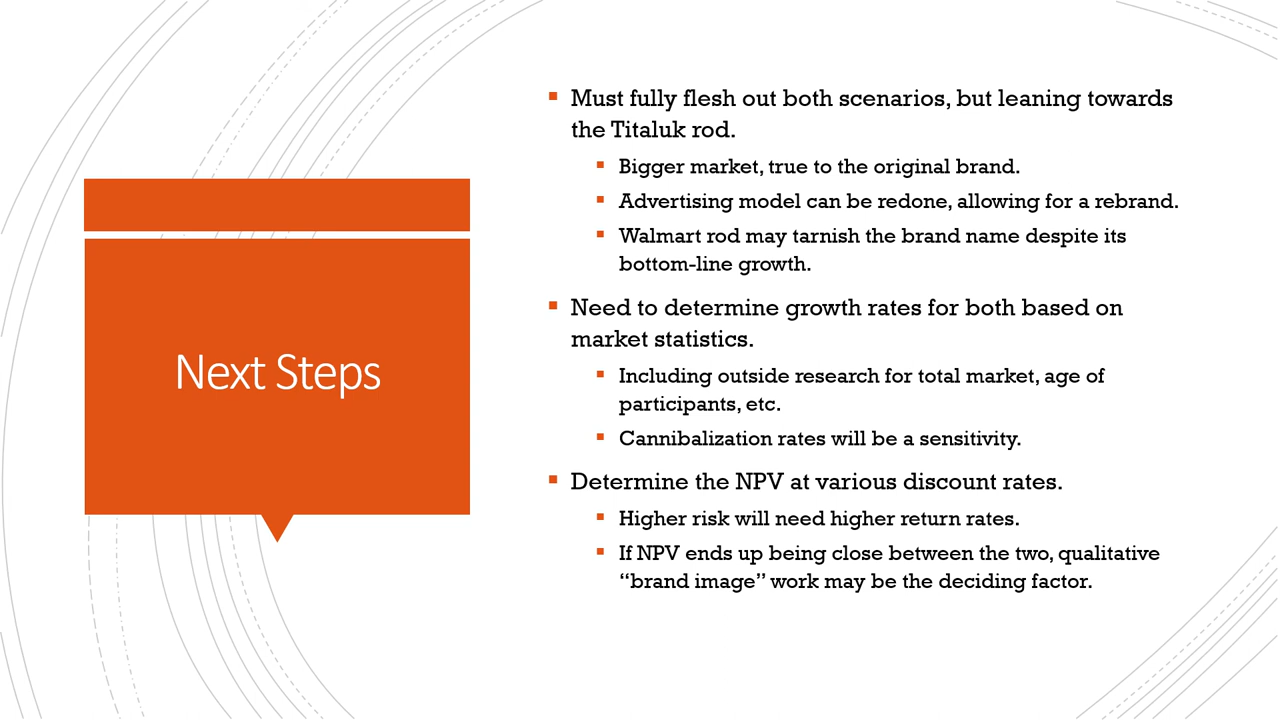 Next Steps
Must fully flesh out both scenarios, but leaning towards
the Titaluk rod.
Bigger market, true to the original brand.
Advertising model can be redone, allowing for a rebrand.
Walmart rod may tarnish the brand name despite its
bottom-line growth.
Need to determine growth rates for both based on
market statistics.
Including outside research for total market, age of
participants, etc.
Cannibalization rates will be a sensitivity.
Determine the NPV at various discount rates.
Higher risk will need higher return rates.
If NPV ends up being close between the two, qualitative
“brand image” work may be the deciding factor.